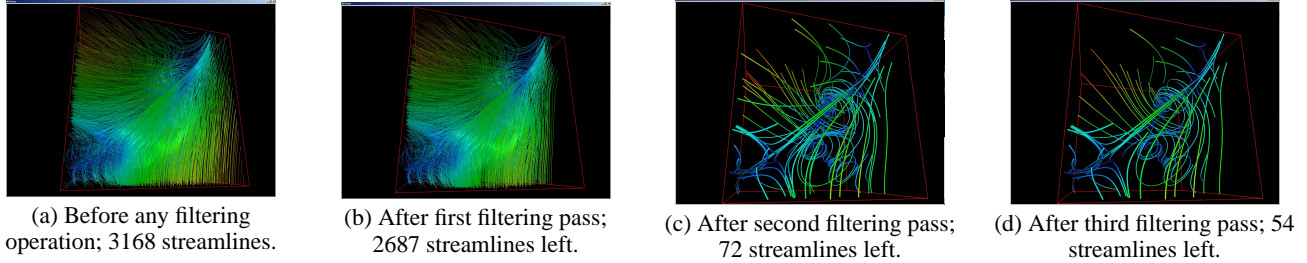 (a) Before any filtering
operation; 3168 streamlines.
(b) After first filtering pass;
2687 streamlines left.
(c) After second filtering pass;
72 streamlines left.
(d) After third filtering pass; 54
streamlines left.